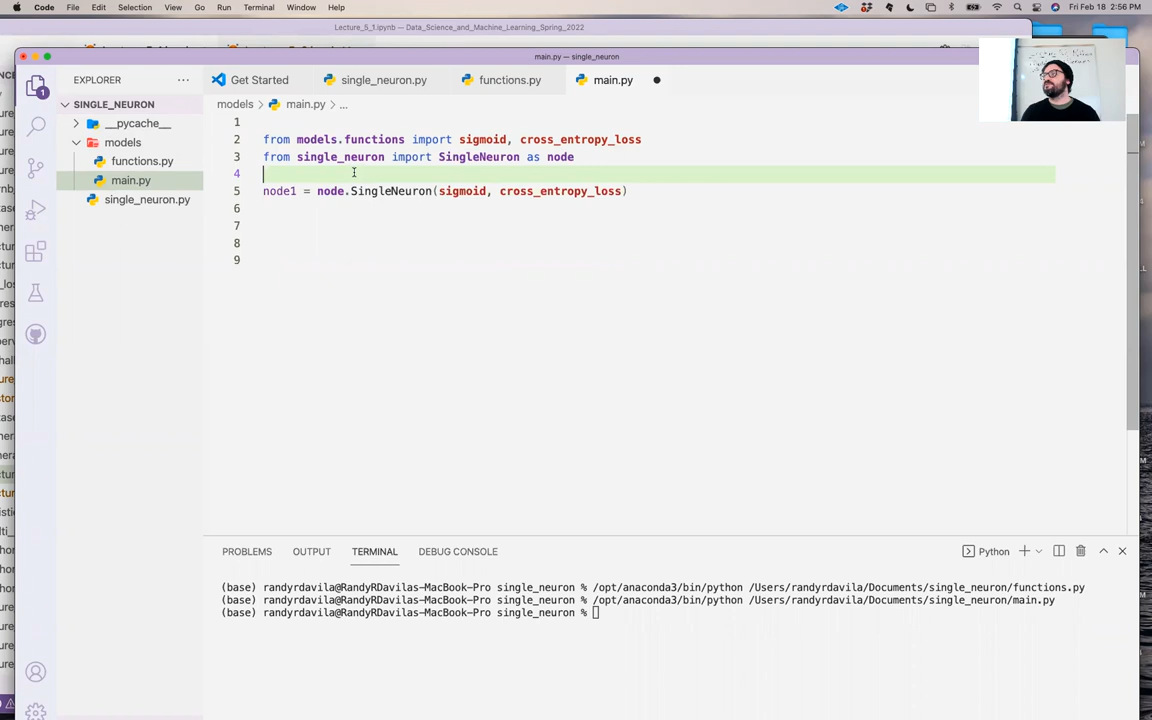 Code File Edit Selection View Go Run Terminal Window Help Fri Feb 18 2:56 PM
Lecture_5_1.ipynb — Data_Science_and_Machine_Learning_Spring_2022
main.py — single_neuron
EXPLORER
Get Started single_neuron.py functions.py main.py
SINGLE_NEURON
models > main.py > ...
__pycache__
models
functions.py
main.py
single_neuron.py
1
2 from models.functions import sigmoid, cross_entropy_loss
3 from single_neuron import SingleNeuron as node
4
5 node1 = node.SingleNeuron(sigmoid, cross_entropy_loss)
6
7
8
9
1
PROBLEMS OUTPUT TERMINAL DEBUG CONSOLE Python
(base) randyrdavila@RandyRDavilas-MacBook-Pro single_neuron % /opt/anaconda3/bin/python /Users/randyrdavila/Documents/single_neuron/functions.py
(base) randyrdavila@RandyRDavilas-MacBook-Pro single_neuron % /opt/anaconda3/bin/python /Users/randyrdavila/Documents/single_neuron/main.py
(base) randyrdavila@RandyRDavilas-MacBook-Pro single_neuron %